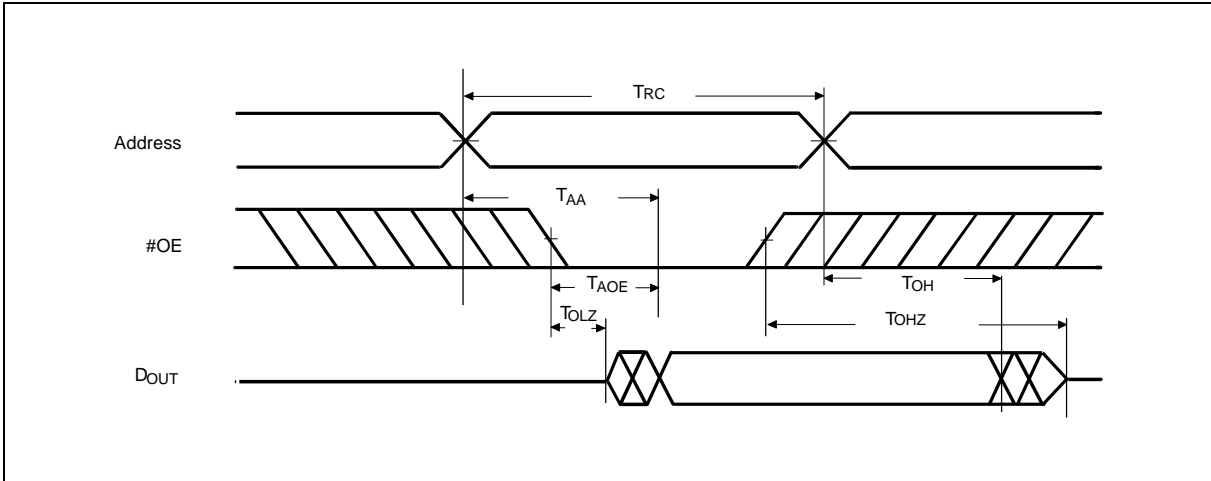 TRC
Address
TAA
#OE
TOH
TAOE
TOLZ
TOHZ
DOUT